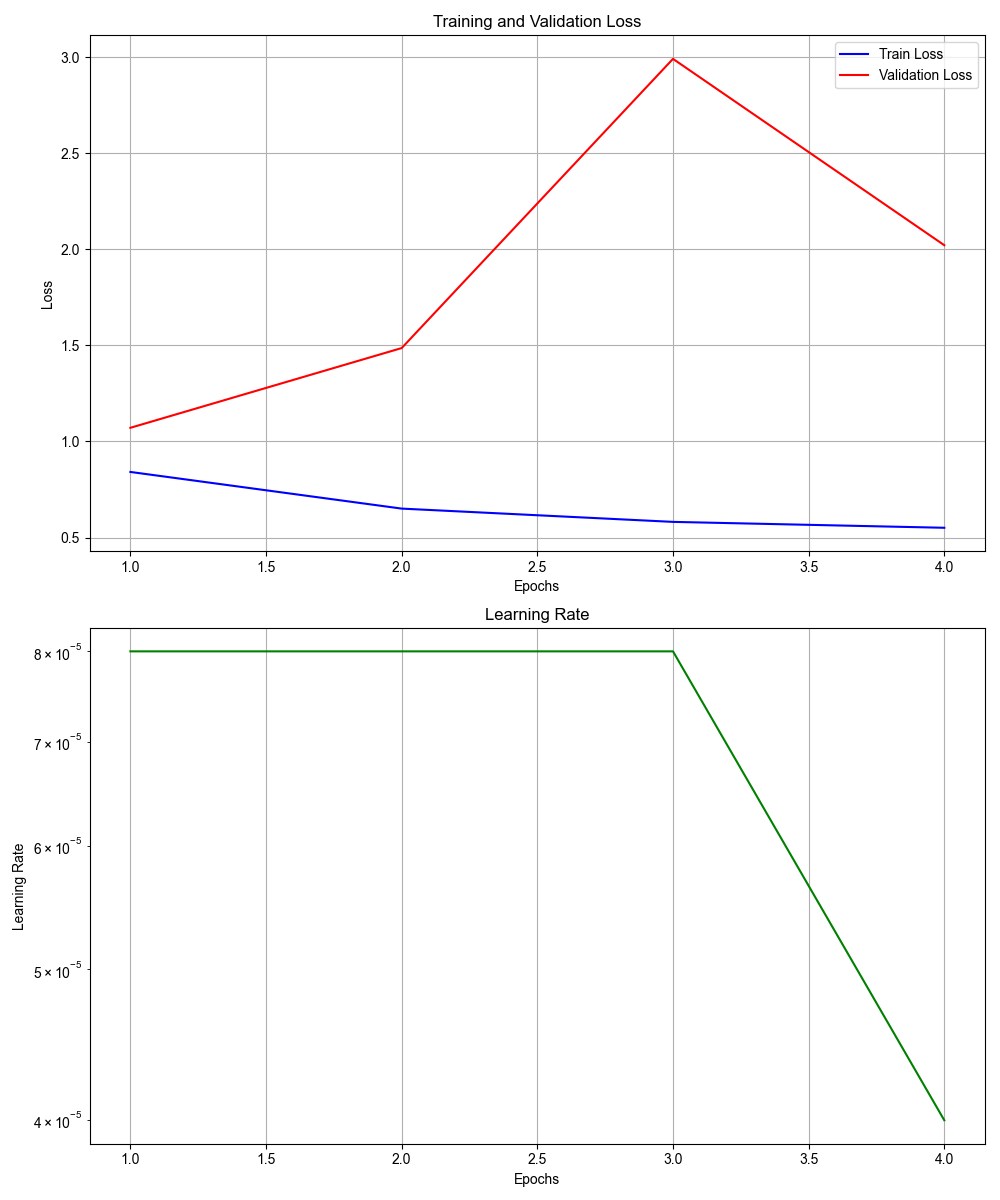 Training and Validation Loss
Train Loss
Validation Loss
3.0
2.5
2.0
1.5
1.0
0.5
Loss
1.0 1.5 2.0 2.5 3.0 3.5 4.0
Epochs
Learning Rate
8 × 10⁻⁵
7 × 10⁻⁵
6 × 10⁻⁵
5 × 10⁻⁵
4 × 10⁻⁵
Learning Rate
1.0 1.5 2.0 2.5 3.0 3.5 4.0
Epochs